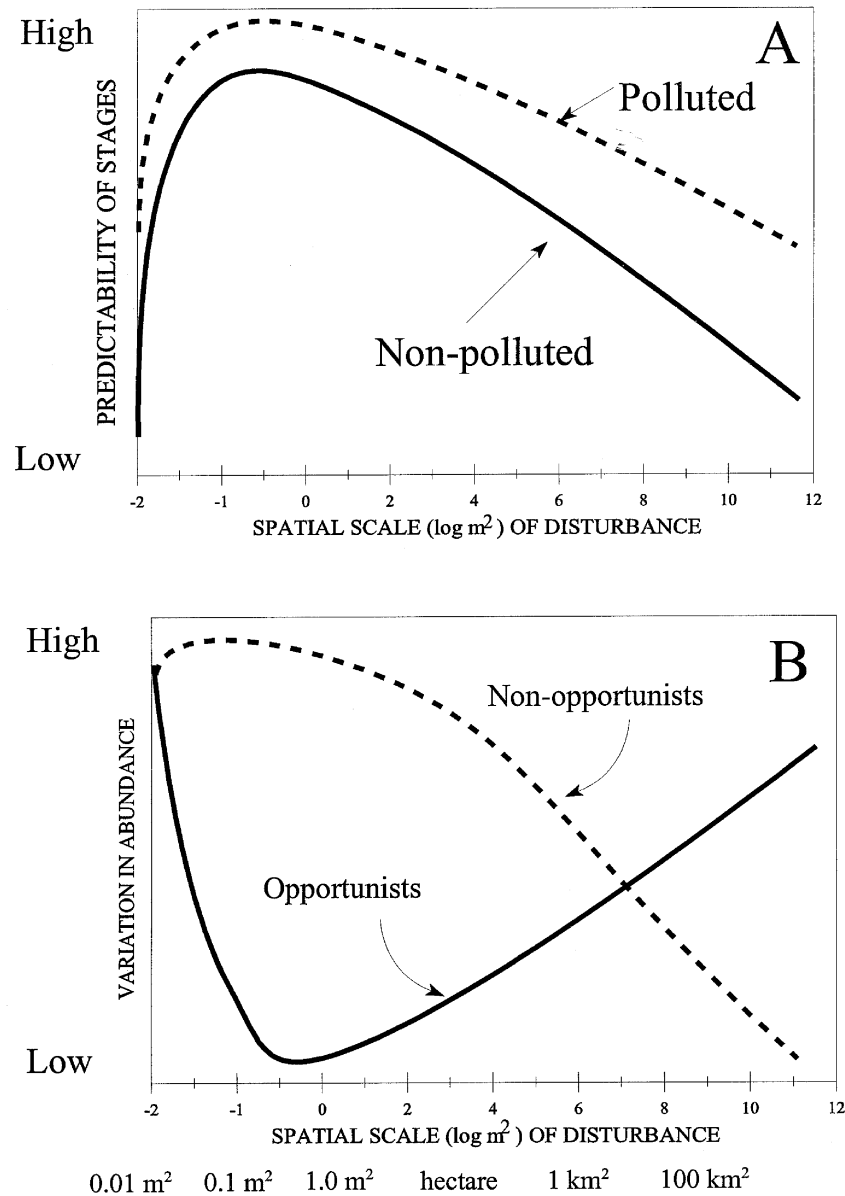 High
A
Polluted
PREDICTABILITY OF STAGES
Non-polluted
Low
-2 -1 0 2 4 6 8 10 12
SPATIAL SCALE (log m²) OF DISTURBANCE
High
B
Non-opportunists
VARIATION IN ABUNDANCE
Opportunists
Low
-2 -1 0 2 4 6 8 10
SPATIAL SCALE (log m²) OF DISTURBANCE
0.01 m² 0.1 m² 1.0 m² hectare 1 km² 100 km²